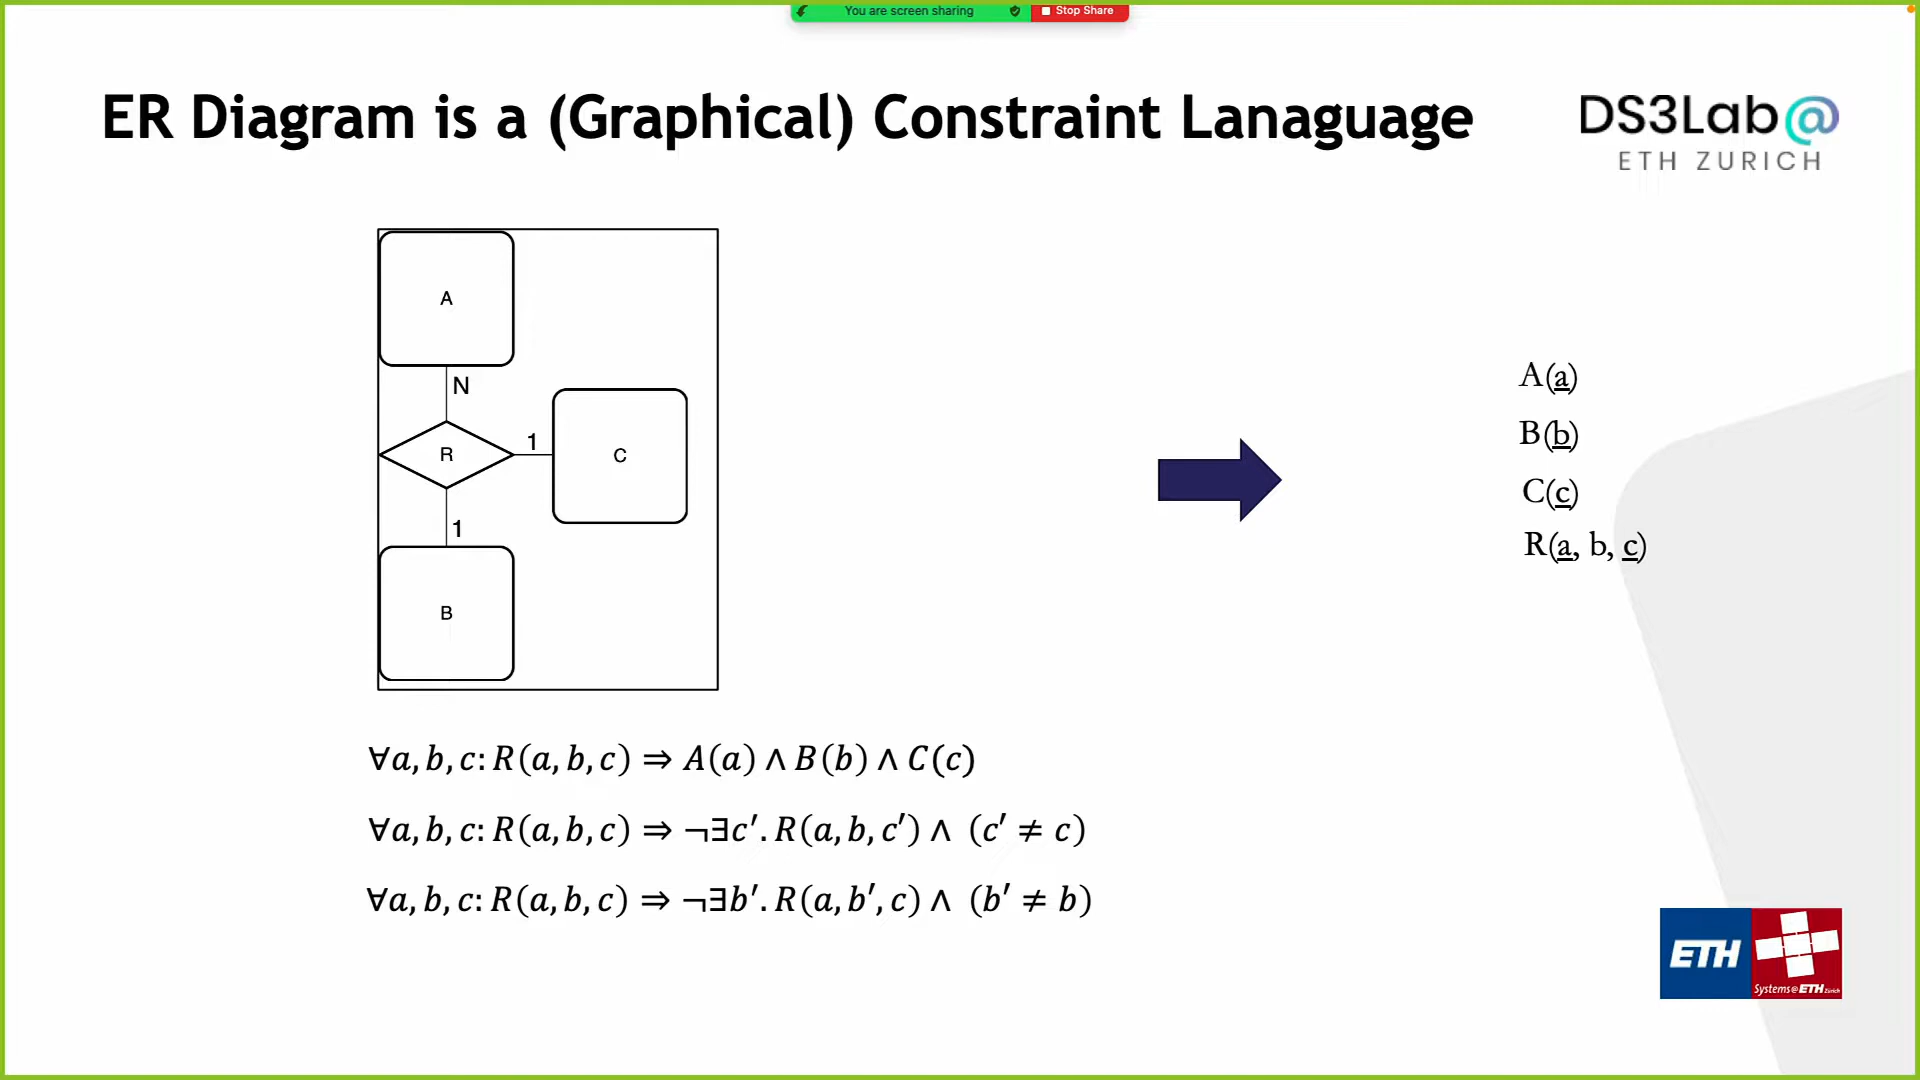 You are screen sharing
Stop Share
ER Diagram is a (Graphical) Constraint Lanaguage
DS3Lab@
ETH ZURICH
A
N
R
1
C
1
B
A(a)
B(b)
C(c)
R(a, b, c)
∀a, b, c: R(a, b, c) ⇒ A(a) ∧ B(b) ∧ C(c)
∀a, b, c: R(a, b, c) ⇒ ¬∃c′. R(a, b, c′) ∧ (c′ ≠ c)
∀a, b, c: R(a, b, c) ⇒ ¬∃b′. R(a, b′, c) ∧ (b′ ≠ b)
ETH
Systems@ETH Zürich